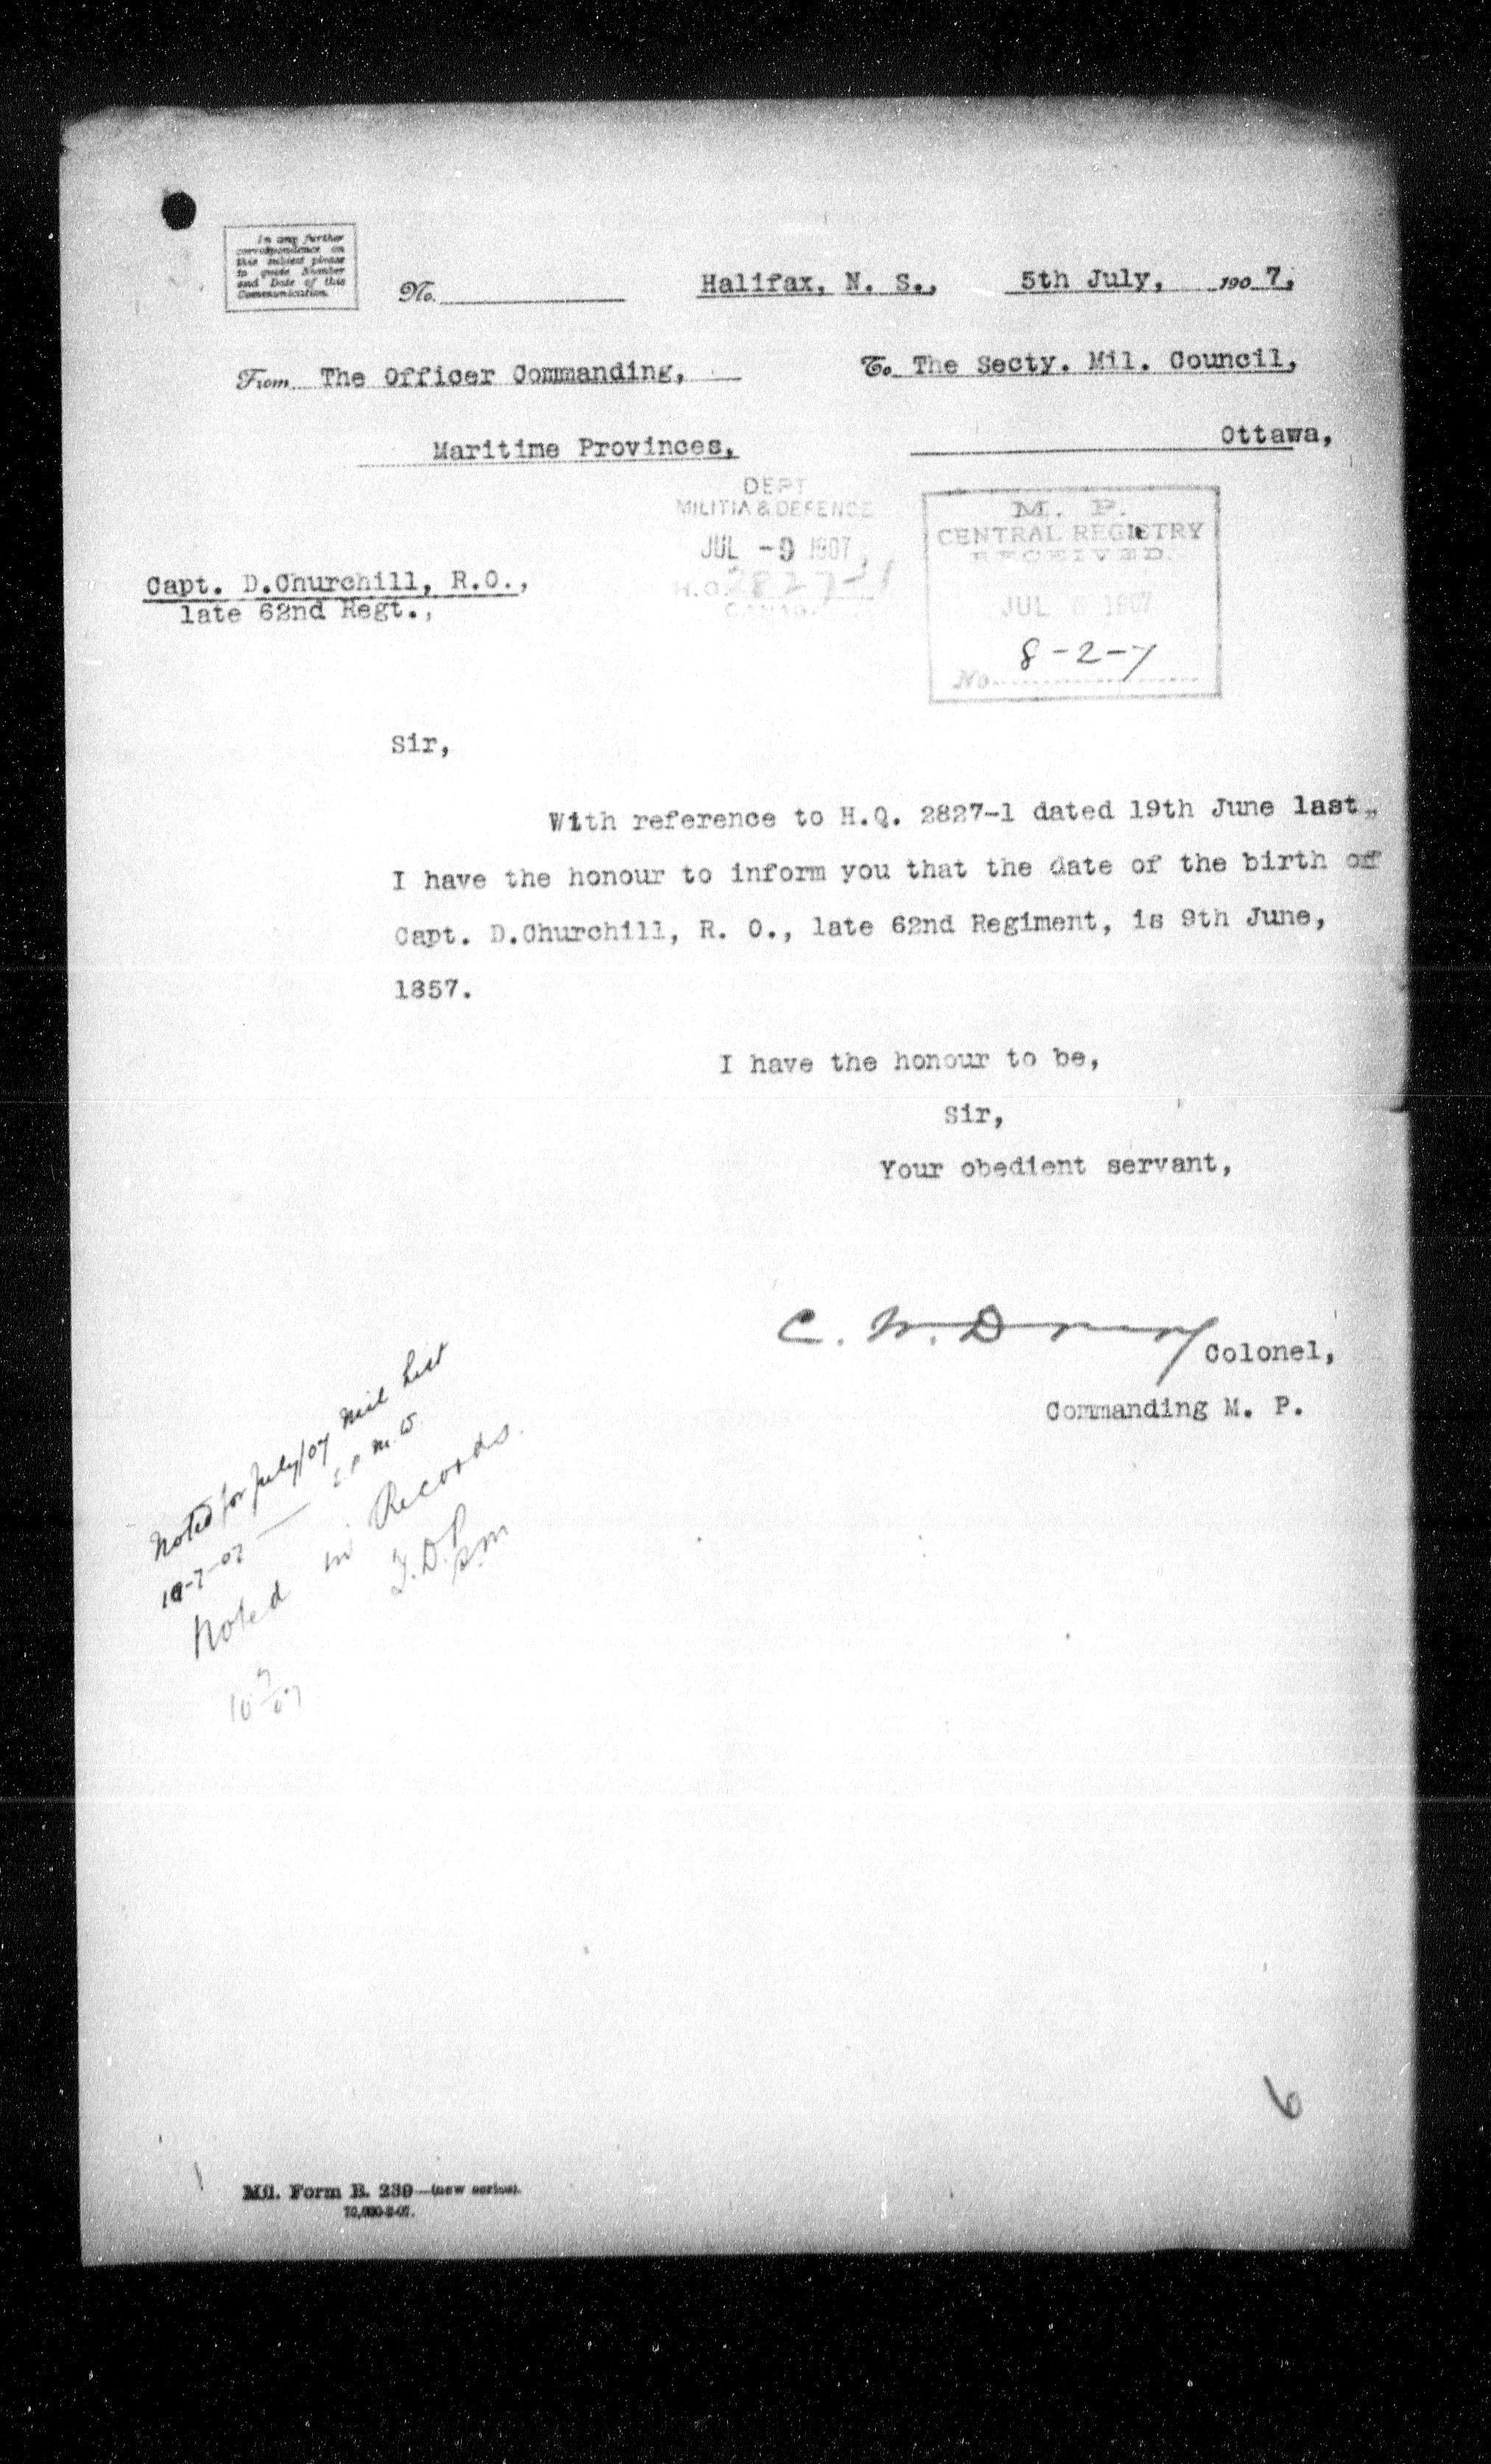 In any further
correspondence on
this subject please
to quote Number
and Date of this
Communication.
No.
Halifax, N. S., 5th July, 1907,
From The Officer Commanding,
To The Secty. Mil. Council,
Maritime Provinces,
Ottawa,
DEPT
MILITIA & DEFENCE
JUL -9 1907
H.Q. 2827-1
CANADA
M. P.
CENTRAL REGISTRY
RECEIVED.
JUL 1907
8-2-7
No
Capt. D.Churchill, R.O.,
late 62nd Regt.,
Sir,
With reference to H.Q. 2827-1 dated 19th June last,
I have the honour to inform you that the date of the birth of
Capt. D.Churchill, R. O., late 62nd Regiment, is 9th June,
1857.
I have the honour to be,
Sir,
Your obedient servant,
C. W. Drury
Colonel,
Commanding M. P.
Noted for July/07 Mil List
10-7-07
Noted in Records.
10/7/07
6
Mil. Form B. 239—(new series).